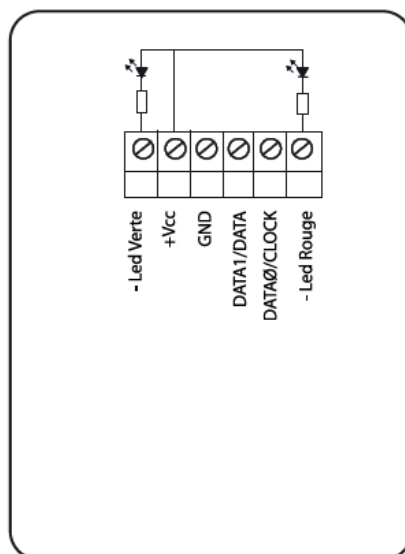 - Led Verte
+Vcc
GND
DATA1/DATA
DATAØ/CLOCK
- Led Rouge